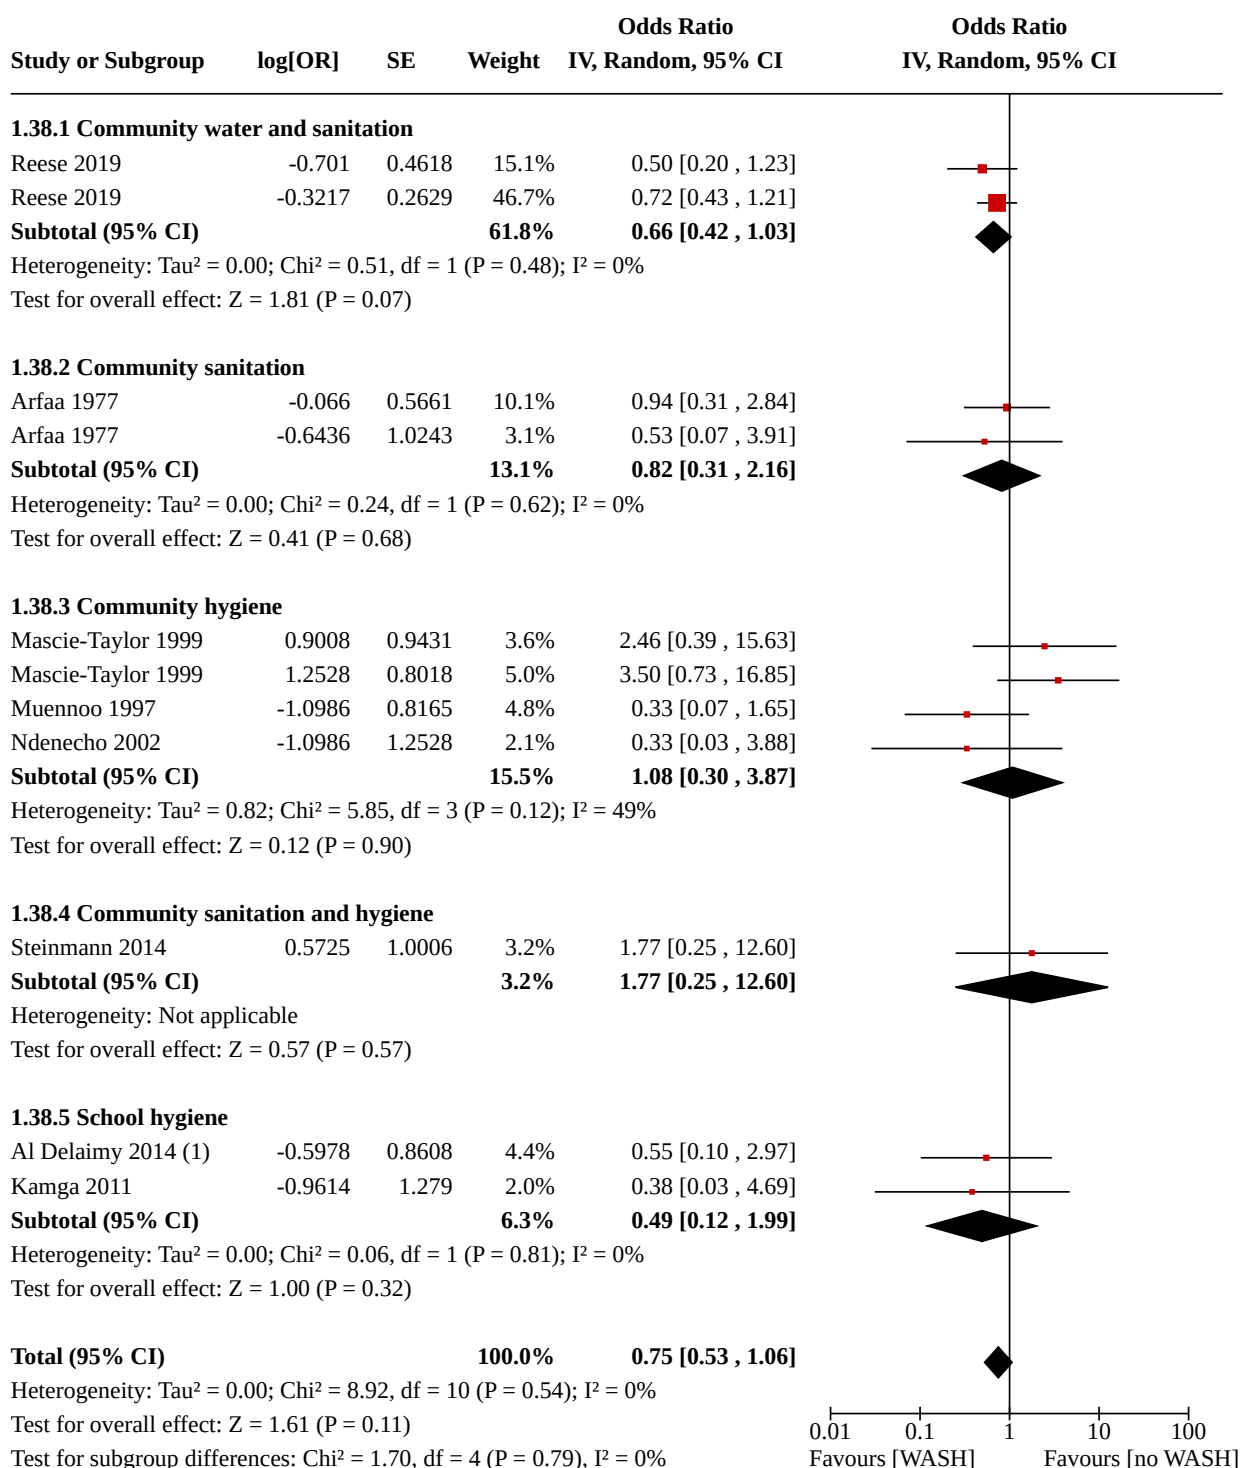 Odds Ratio Odds Ratio
Study or Subgroup log[OR] SE Weight IV, Random, 95% CI IV, Random, 95% CI
1.38.1 Community water and sanitation
Reese 2019 -0.701 0.4618 15.1% 0.50 [0.20 , 1.23]
Reese 2019 -0.3217 0.2629 46.7% 0.72 [0.43 , 1.21]
Subtotal (95% CI) 61.8% 0.66 [0.42 , 1.03]
Heterogeneity: Tau² = 0.00; Chi² = 0.51, df = 1 (P = 0.48); I² = 0%
Test for overall effect: Z = 1.81 (P = 0.07)
1.38.2 Community sanitation
Arfaa 1977 -0.066 0.5661 10.1% 0.94 [0.31 , 2.84]
Arfaa 1977 -0.6436 1.0243 3.1% 0.53 [0.07 , 3.91]
Subtotal (95% CI) 13.1% 0.82 [0.31 , 2.16]
Heterogeneity: Tau² = 0.00; Chi² = 0.24, df = 1 (P = 0.62); I² = 0%
Test for overall effect: Z = 0.41 (P = 0.68)
1.38.3 Community hygiene
Mascie-Taylor 1999 0.9008 0.9431 3.6% 2.46 [0.39 , 15.63]
Mascie-Taylor 1999 1.2528 0.8018 5.0% 3.50 [0.73 , 16.85]
Muennoo 1997 -1.0986 0.8165 4.8% 0.33 [0.07 , 1.65]
Ndenecho 2002 -1.0986 1.2528 2.1% 0.33 [0.03 , 3.88]
Subtotal (95% CI) 15.5% 1.08 [0.30 , 3.87]
Heterogeneity: Tau² = 0.82; Chi² = 5.85, df = 3 (P = 0.12); I² = 49%
Test for overall effect: Z = 0.12 (P = 0.90)
1.38.4 Community sanitation and hygiene
Steinmann 2014 0.5725 1.0006 3.2% 1.77 [0.25 , 12.60]
Subtotal (95% CI) 3.2% 1.77 [0.25 , 12.60]
Heterogeneity: Not applicable
Test for overall effect: Z = 0.57 (P = 0.57)
1.38.5 School hygiene
Al Delaimy 2014 (1) -0.5978 0.8608 4.4% 0.55 [0.10 , 2.97]
Kamga 2011 -0.9614 1.279 2.0% 0.38 [0.03 , 4.69]
Subtotal (95% CI) 6.3% 0.49 [0.12 , 1.99]
Heterogeneity: Tau² = 0.00; Chi² = 0.06, df = 1 (P = 0.81); I² = 0%
Test for overall effect: Z = 1.00 (P = 0.32)
Total (95% CI) 100.0% 0.75 [0.53 , 1.06]
Heterogeneity: Tau² = 0.00; Chi² = 8.92, df = 10 (P = 0.54); I² = 0%
Test for overall effect: Z = 1.61 (P = 0.11) 0.01 0.1 1 10 100
Test for subgroup differences: Chi² = 1.70, df = 4 (P = 0.79), I² = 0% Favours [WASH] Favours [no WASH]